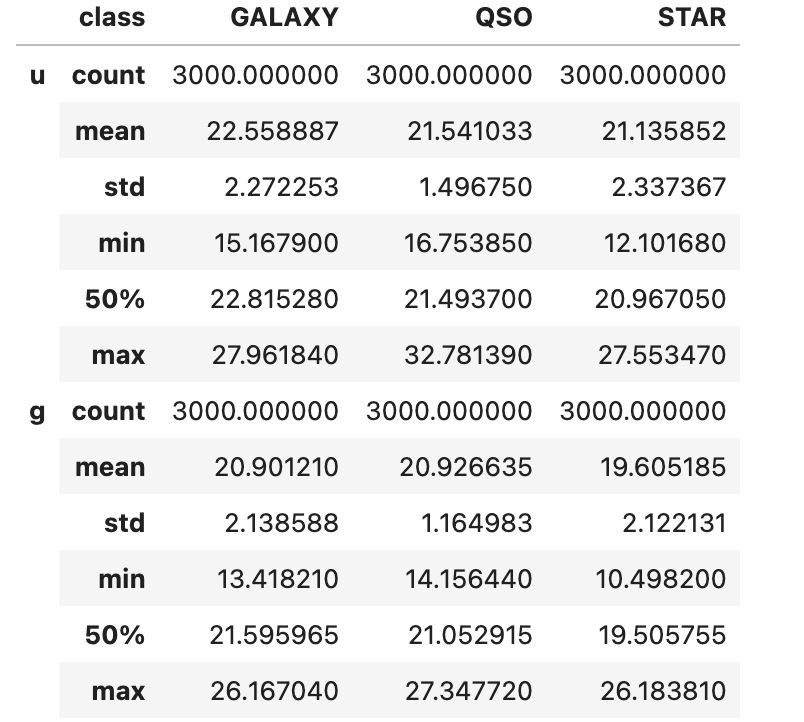 class GALAXY QSO STAR
u count 3000.000000 3000.000000 3000.000000
mean 22.558887 21.541033 21.135852
std 2.272253 1.496750 2.337367
min 15.167900 16.753850 12.101680
50% 22.815280 21.493700 20.967050
max 27.961840 32.781390 27.553470
g count 3000.000000 3000.000000 3000.000000
mean 20.901210 20.926635 19.605185
std 2.138588 1.164983 2.122131
min 13.418210 14.156440 10.498200
50% 21.595965 21.052915 19.505755
max 26.167040 27.347720 26.183810